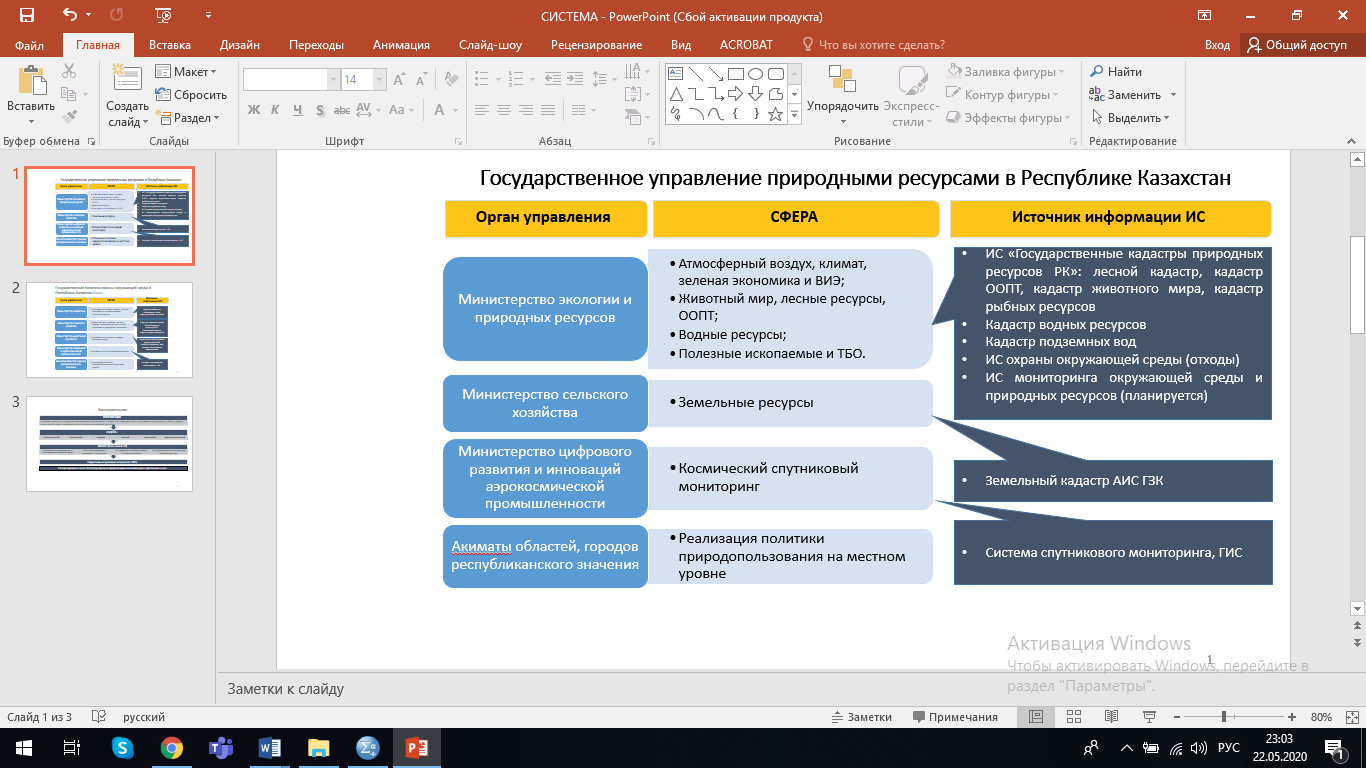 СИСТЕМА - PowerPoint (Сбой активации продукта)
Файл
Главная
Вставка
Дизайн
Переходы
Анимация
Слайд-шоу
Рецензирование
Вид
ACROBAT
Что вы хотите сделать?
Вход
Общий доступ
Вставить
Буфер обмена
Создать
слайд
Макет
Сбросить
Раздел
Слайды
14
Ж К Ч S abc AV Aa A
Шрифт
Абзац
Упорядочить
Экспресс-
стили
Заливка фигуры
Контур фигуры
Эффекты фигуры
Рисование
Найти
Заменить
Выделить
Редактирование
1
2
3
Государственное управление природными ресурсами в Республике Казахстан
Орган управления
СФЕРА
Источник информации ИС
Министерство экологии и
природных ресурсов
• Атмосферный воздух, климат,
зеленая экономика и ВИЭ;
• Животный мир, лесные ресурсы,
ООПТ;
• Водные ресурсы;
• Полезные ископаемые и ТБО.
• ИС «Государственные кадастры природных
ресурсов РК»: лесной кадастр, кадастр
ООПТ, кадастр животного мира, кадастр
рыбных ресурсов
• Кадастр водных ресурсов
• Кадастр подземных вод
• ИС охраны окружающей среды (отходы)
• ИС мониторинга окружающей среды и
природных ресурсов (планируется)
Министерство сельского
хозяйства
• Земельные ресурсы
Министерство цифрового
развития и инноваций
аэрокосмической
промышленности
• Космический спутниковый
мониторинг
• Земельный кадастр АИС ГЗК
Акиматы областей, городов
республиканского значения
• Реализация политики
природопользования на местном
уровне
• Система спутникового мониторинга, ГИС
1
Активация Windows
Чтобы активировать Windows, перейдите в
раздел "Параметры".
Заметки к слайду
Слайд 1 из 3
русский
Заметки
Примечания
80%
РУС
23:03
22.05.2020
1